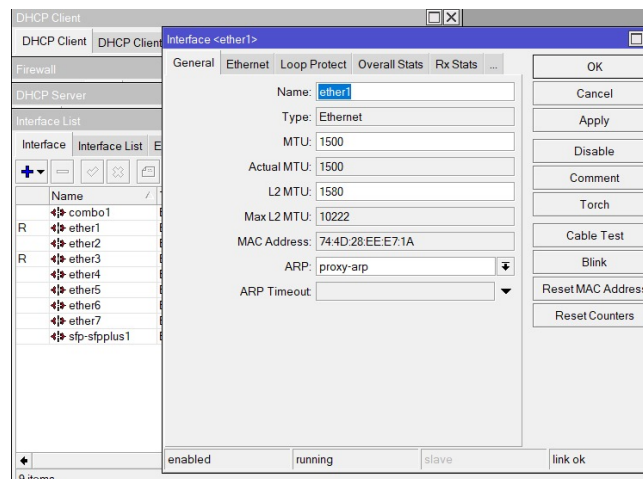 DHCP Client
DHCP Client DHCP Clien
Firewall
DHCP Server
Interface List
Interface Interface List E
Name
combo1
R ether1
ether2
R ether3
ether4
ether5
ether6
ether7
sfp-sfpplus1
Interface <ether1>
General Ethernet Loop Protect Overall Stats Rx Stats ...
Name: ether1
Type: Ethernet
MTU: 1500
Actual MTU: 1500
L2 MTU: 1580
Max L2 MTU: 10222
MAC Address: 74:4D:28:EE:E7:1A
ARP: proxy-arp
ARP Timeout:
OK
Cancel
Apply
Disable
Comment
Torch
Cable Test
Blink
Reset MAC Address
Reset Counters
enabled running slave link ok
9 items